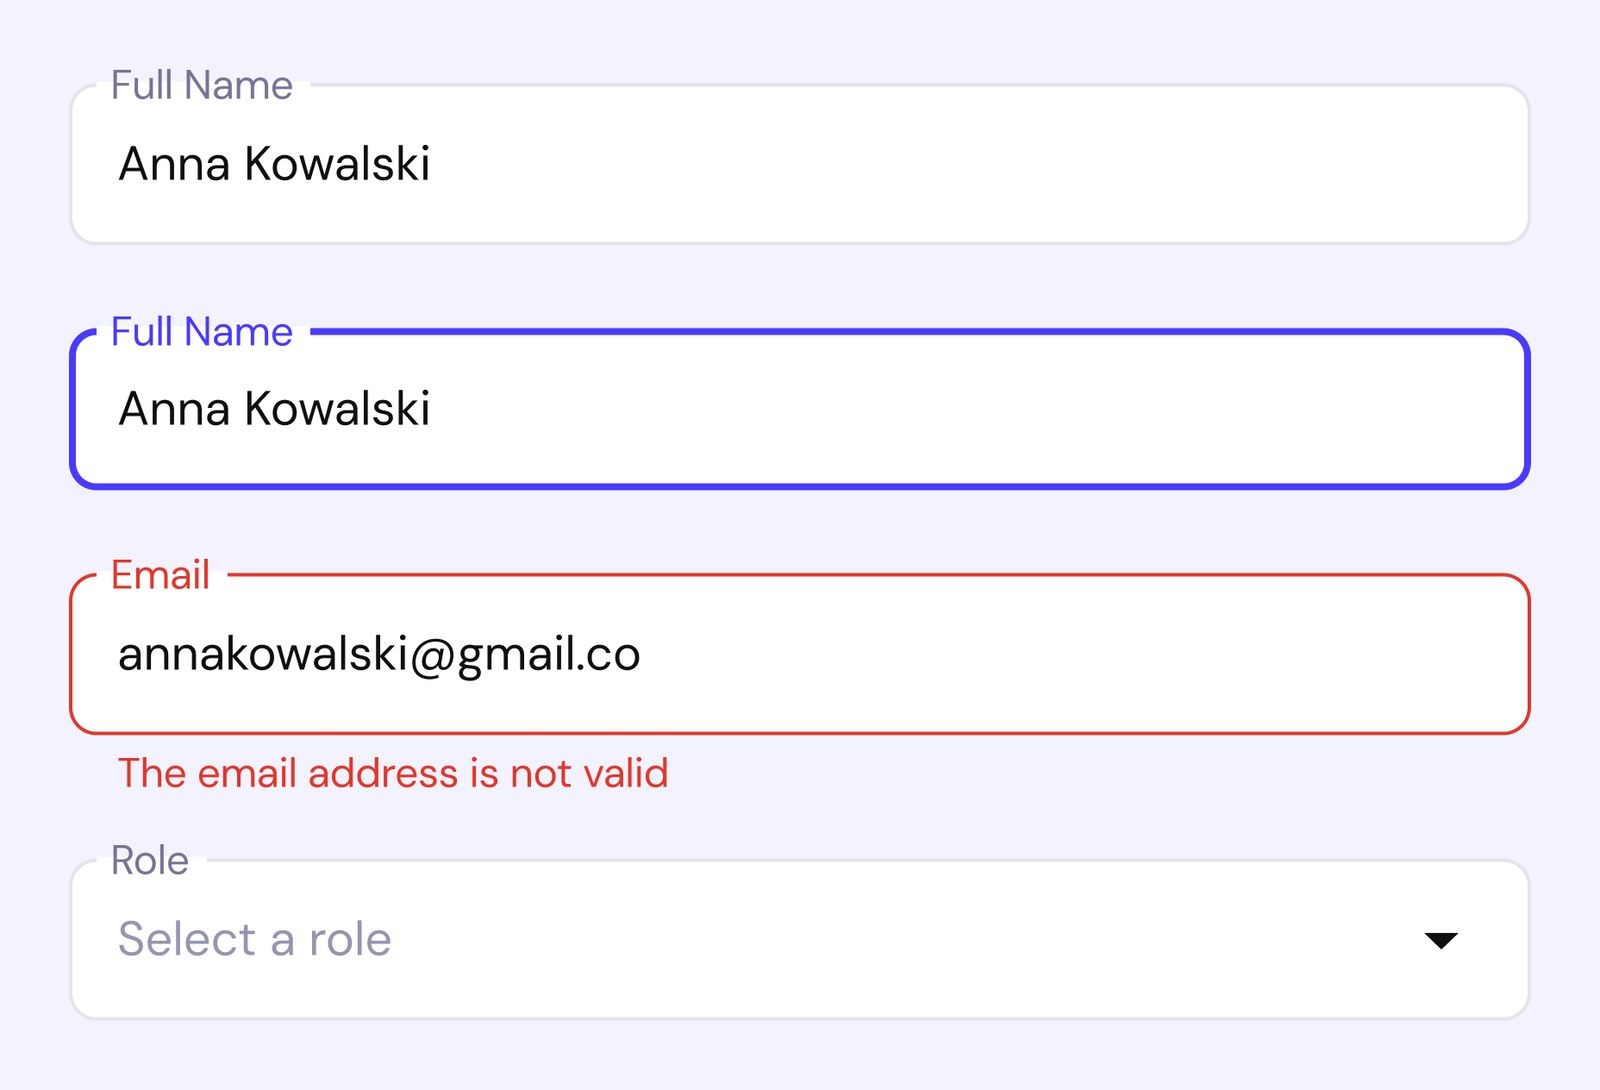 Full Name
Anna Kowalski
Full Name
Anna Kowalski
Email
annakowalski@gmail.co
The email address is not valid
Role
Select a role